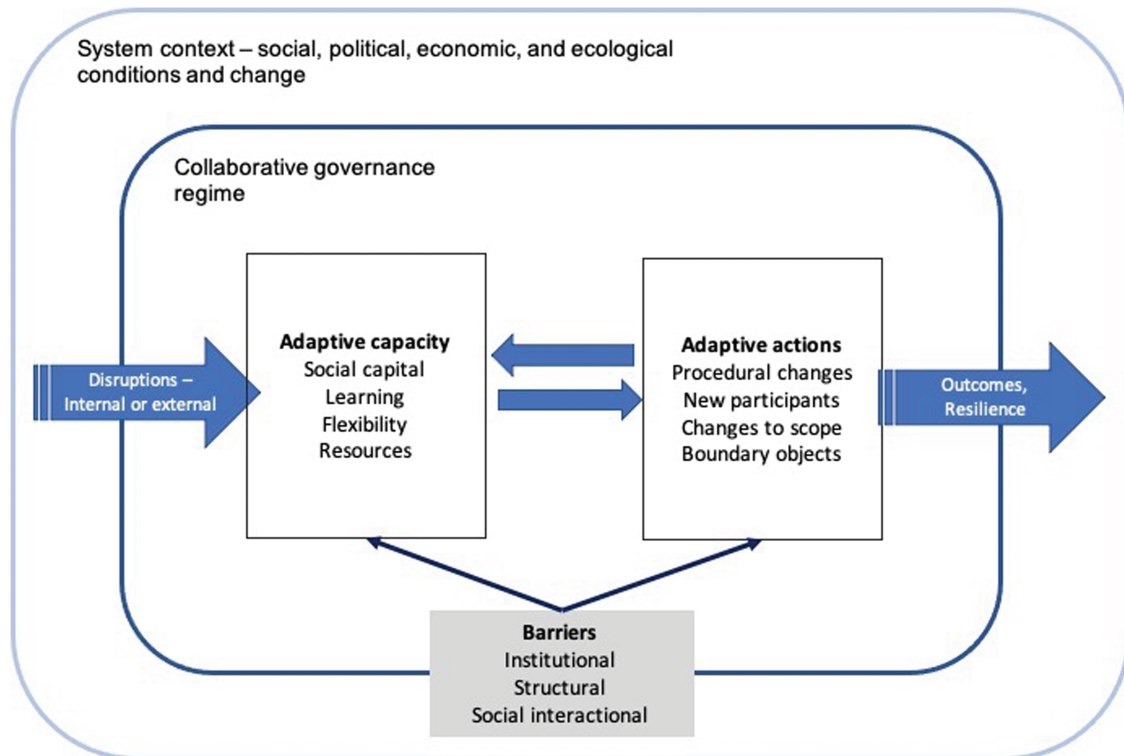 System context – social, political, economic, and ecological
conditions and change
Collaborative governance
regime
Disruptions –
Internal or external
Adaptive capacity
Social capital
Learning
Flexibility
Resources
Adaptive actions
Procedural changes
New participants
Changes to scope
Boundary objects
Outcomes,
Resilience
Barriers
Institutional
Structural
Social interactional